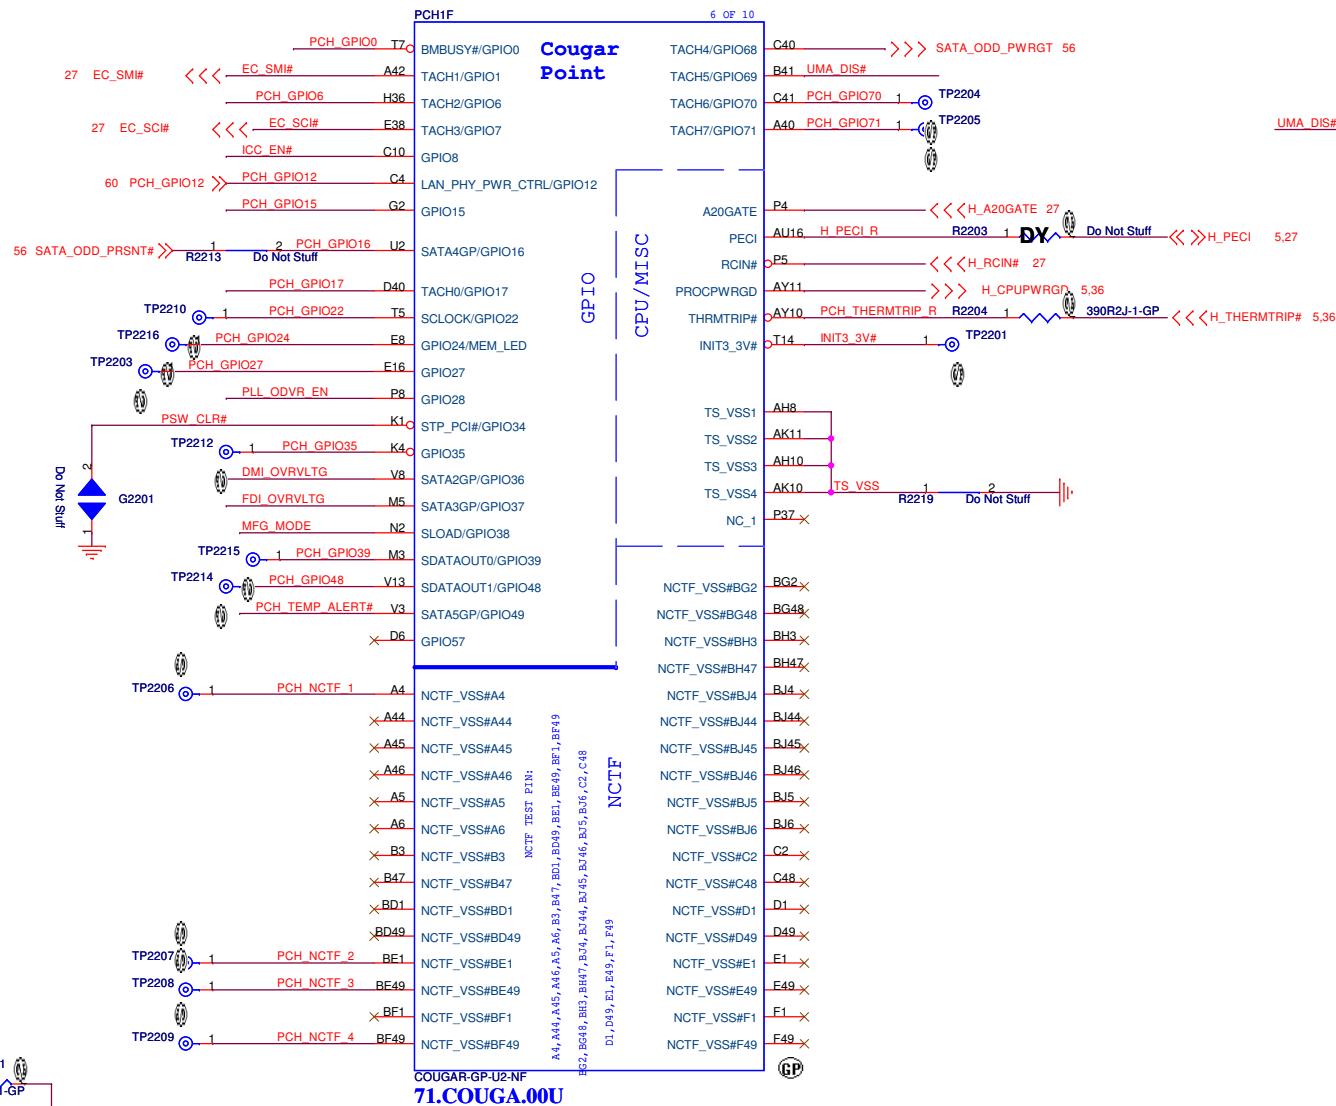 PCH1F
6 OF 10
Cougar
Point
PCH_GPIO0 T7 BMBUSY#/GPIO0
27 EC_SMI# EC_SMI# A42 TACH1/GPIO1
PCH_GPIO6 H36 TACH2/GPIO6
27 EC_SCI# EC_SCI# E38 TACH3/GPIO7
ICC_EN# C10 GPIO8
60 PCH_GPIO12 PCH_GPIO12 C4 LAN_PHY_PWR_CTRL/GPIO12
PCH_GPIO15 G2 GPIO15
56 SATA_ODD_PRSNT# 1 R2213 2 Do Not Stuff PCH_GPIO16 U2 SATA4GP/GPIO16
PCH_GPIO17 D40 TACH0/GPIO17
TP2210 1 PCH_GPIO22 T5 SCLOCK/GPIO22
TP2216 PCH_GPIO24 E8 GPIO24/MEM_LED
TP2203 PCH_GPIO27 E16 GPIO27
PLL_ODVR_EN P8 GPIO28
PSW_CLR# K1 STP_PCI#/GPIO34
TP2212 1 PCH_GPIO35 K4 GPIO35
DMI_OVRVLTG V8 SATA2GP/GPIO36
FDI_OVRVLTG M5 SATA3GP/GPIO37
MFG_MODE N2 SLOAD/GPIO38
TP2215 1 PCH_GPIO39 M3 SDATAOUT0/GPIO39
TP2214 PCH_GPIO48 V13 SDATAOUT1/GPIO48
PCH_TEMP_ALERT# V3 SATA5GP/GPIO49
D6 GPIO57
Do Not Stuff
2
G2201
1
TP2206 1 PCH_NCTF_1 A4 NCTF_VSS#A4
A44 NCTF_VSS#A44
A45 NCTF_VSS#A45
A46 NCTF_VSS#A46
A5 NCTF_VSS#A5
A6 NCTF_VSS#A6
B3 NCTF_VSS#B3
B47 NCTF_VSS#B47
BD1 NCTF_VSS#BD1
BD49 NCTF_VSS#BD49
TP2207 1 PCH_NCTF_2 BE1 NCTF_VSS#BE1
TP2208 1 PCH_NCTF_3 BE49 NCTF_VSS#BE49
BF1 NCTF_VSS#BF1
TP2209 1 PCH_NCTF_4 BF49 NCTF_VSS#BF49
GPIO
CPU/MISC
NCTF
NCTF TEST PIN:
A4,A44,A45,A46,A5,A6,B3,B47,BD1,BD49,BE1,BE49,BF1,BF49
BG2,BG48,BH3,BH47,BJ4,BJ44,BJ45,BJ46,BJ5,BJ6,C2,C48
D1,D49,E1,E49,F1,F49
TACH4/GPIO68 C40 SATA_ODD_PWRGT 56
TACH5/GPIO69 B41 UMA_DIS#
TACH6/GPIO70 C41 PCH_GPIO70 1 TP2204
TACH7/GPIO71 A40 PCH_GPIO71 1 TP2205
UMA_DIS#
A20GATE P4 H_A20GATE 27
PECI AU16 H_PECI_R R2203 1 DY Do Not Stuff H_PECI 5,27
RCIN# P5 H_RCIN# 27
PROCPWRGD AY11 H_CPUPWRGD 5,36
THRMTRIP# AY10 PCH_THERMTRIP_R R2204 1 390R2J-1-GP H_THERMTRIP# 5,36
INIT3_3V# T14 INIT3_3V# 1 TP2201
TS_VSS1 AH8
TS_VSS2 AK11
TS_VSS3 AH10
TS_VSS4 AK10 TS_VSS 1 R2219 2 Do Not Stuff
NC_1 P37
NCTF_VSS#BG2 BG2
NCTF_VSS#BG48 BG48
NCTF_VSS#BH3 BH3
NCTF_VSS#BH47 BH47
NCTF_VSS#BJ4 BJ4
NCTF_VSS#BJ44 BJ44
NCTF_VSS#BJ45 BJ45
NCTF_VSS#BJ46 BJ46
NCTF_VSS#BJ5 BJ5
NCTF_VSS#BJ6 BJ6
NCTF_VSS#C2 C2
NCTF_VSS#C48 C48
NCTF_VSS#D1 D1
NCTF_VSS#D49 D49
NCTF_VSS#E1 E1
NCTF_VSS#E49 E49
NCTF_VSS#F1 F1
NCTF_VSS#F49 F49
GP
COUGAR-GP-U2-NF
71.COUGA.00U
1
-GP